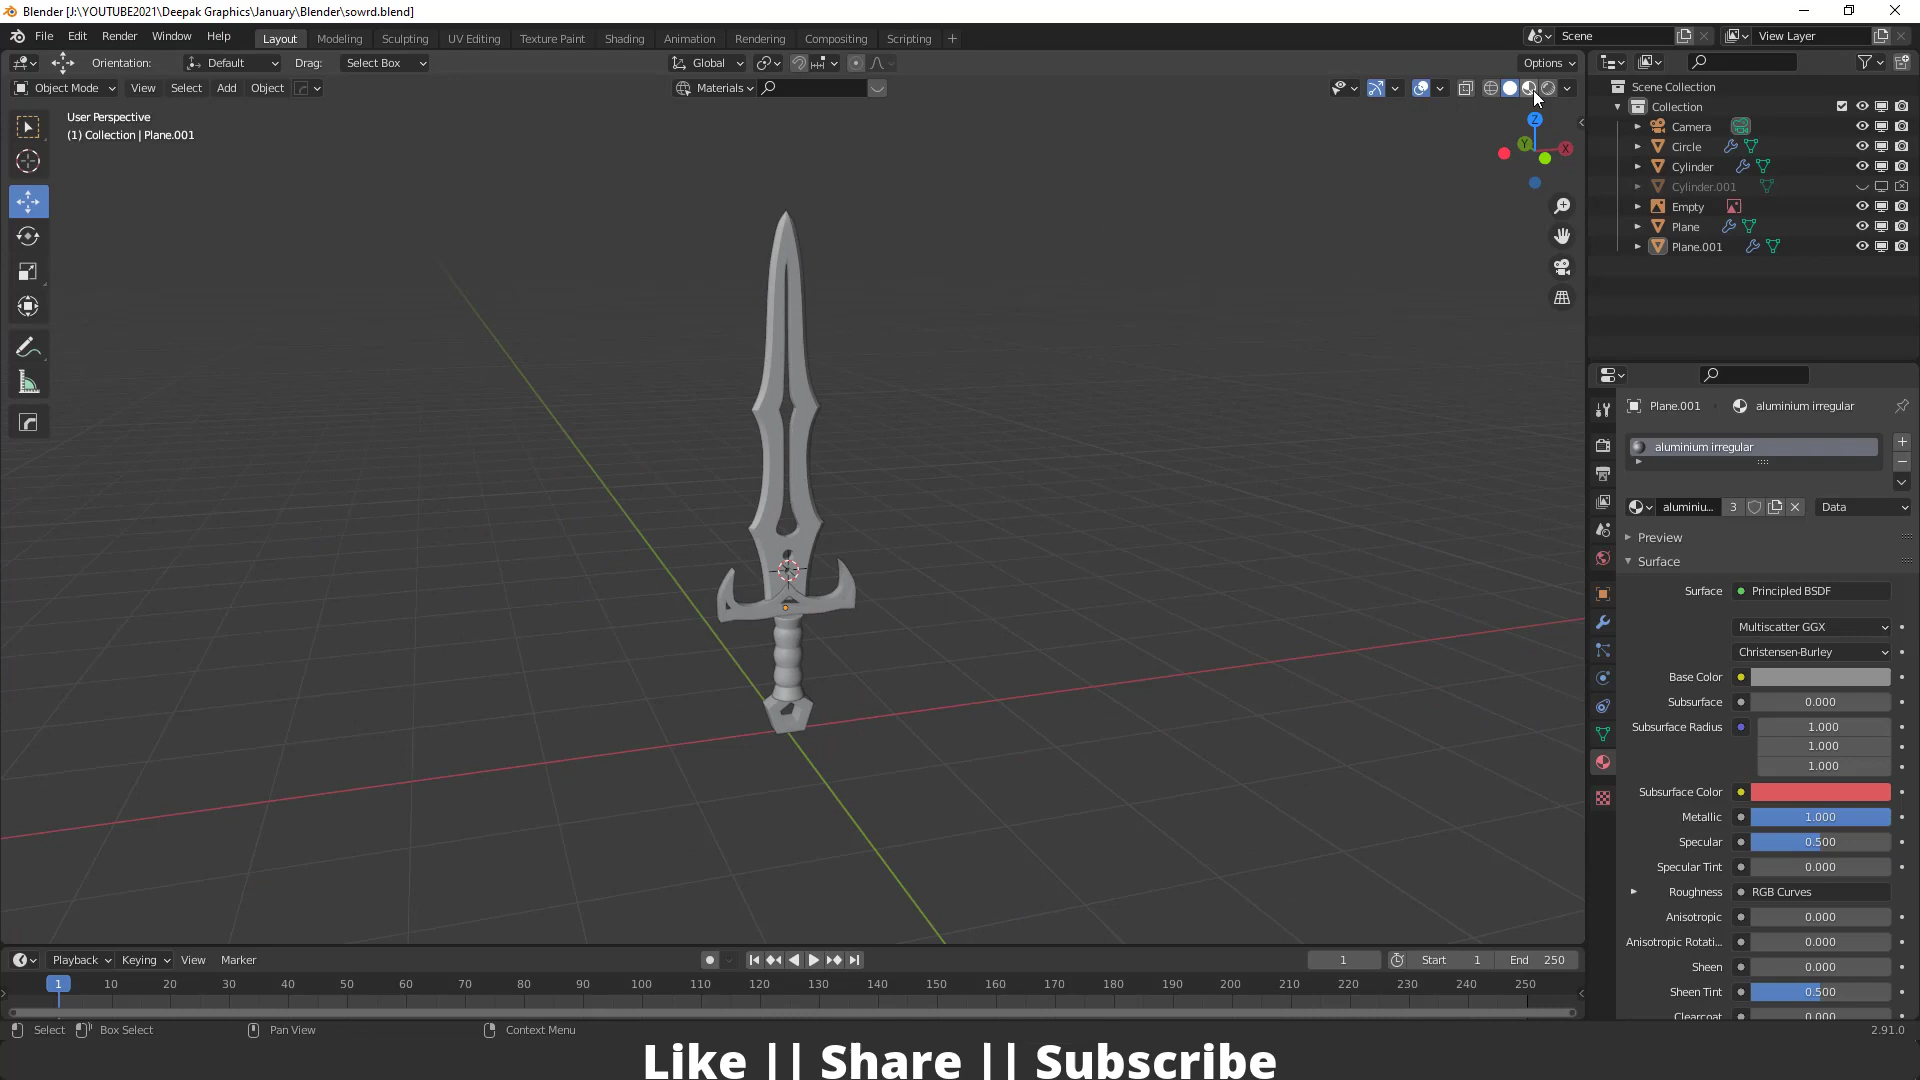 Blender [J:\YOUTUBE2021\Deepak Graphics\January\Blender\sowrd.blend]
File Edit Render Window Help Layout Modeling Sculpting UV Editing Texture Paint Shading Animation Rendering Compositing Scripting + Scene View Layer
Orientation: Default Drag: Select Box Global Options
Object Mode View Select Add Object Materials
User Perspective
(1) Collection | Plane.001
Z
Y
X
Scene Collection
Collection
Camera
Circle
Cylinder
Cylinder.001
Empty
Plane
Plane.001
Plane.001 aluminium irregular
aluminium irregular
aluminiu... 3 Data
Preview
Surface
Surface Principled BSDF
Multiscatter GGX
Christensen-Burley
Base Color
Subsurface 0.000
Subsurface Radius 1.000
1.000
1.000
Subsurface Color
Metallic 1.000
Specular 0.500
Specular Tint 0.000
Roughness RGB Curves
Anisotropic 0.000
Anisotropic Rotati... 0.000
Sheen 0.000
Sheen Tint 0.500
Clearcoat 0.000
Playback Keying View Marker 1 Start 1 End 250
1 10 20 30 40 50 60 70 80 90 100 110 120 130 140 150 160 170 180 190 200 210 220 230 240 250
Select Box Select Pan View Context Menu 2.91.0
Like || Share || Subscribe